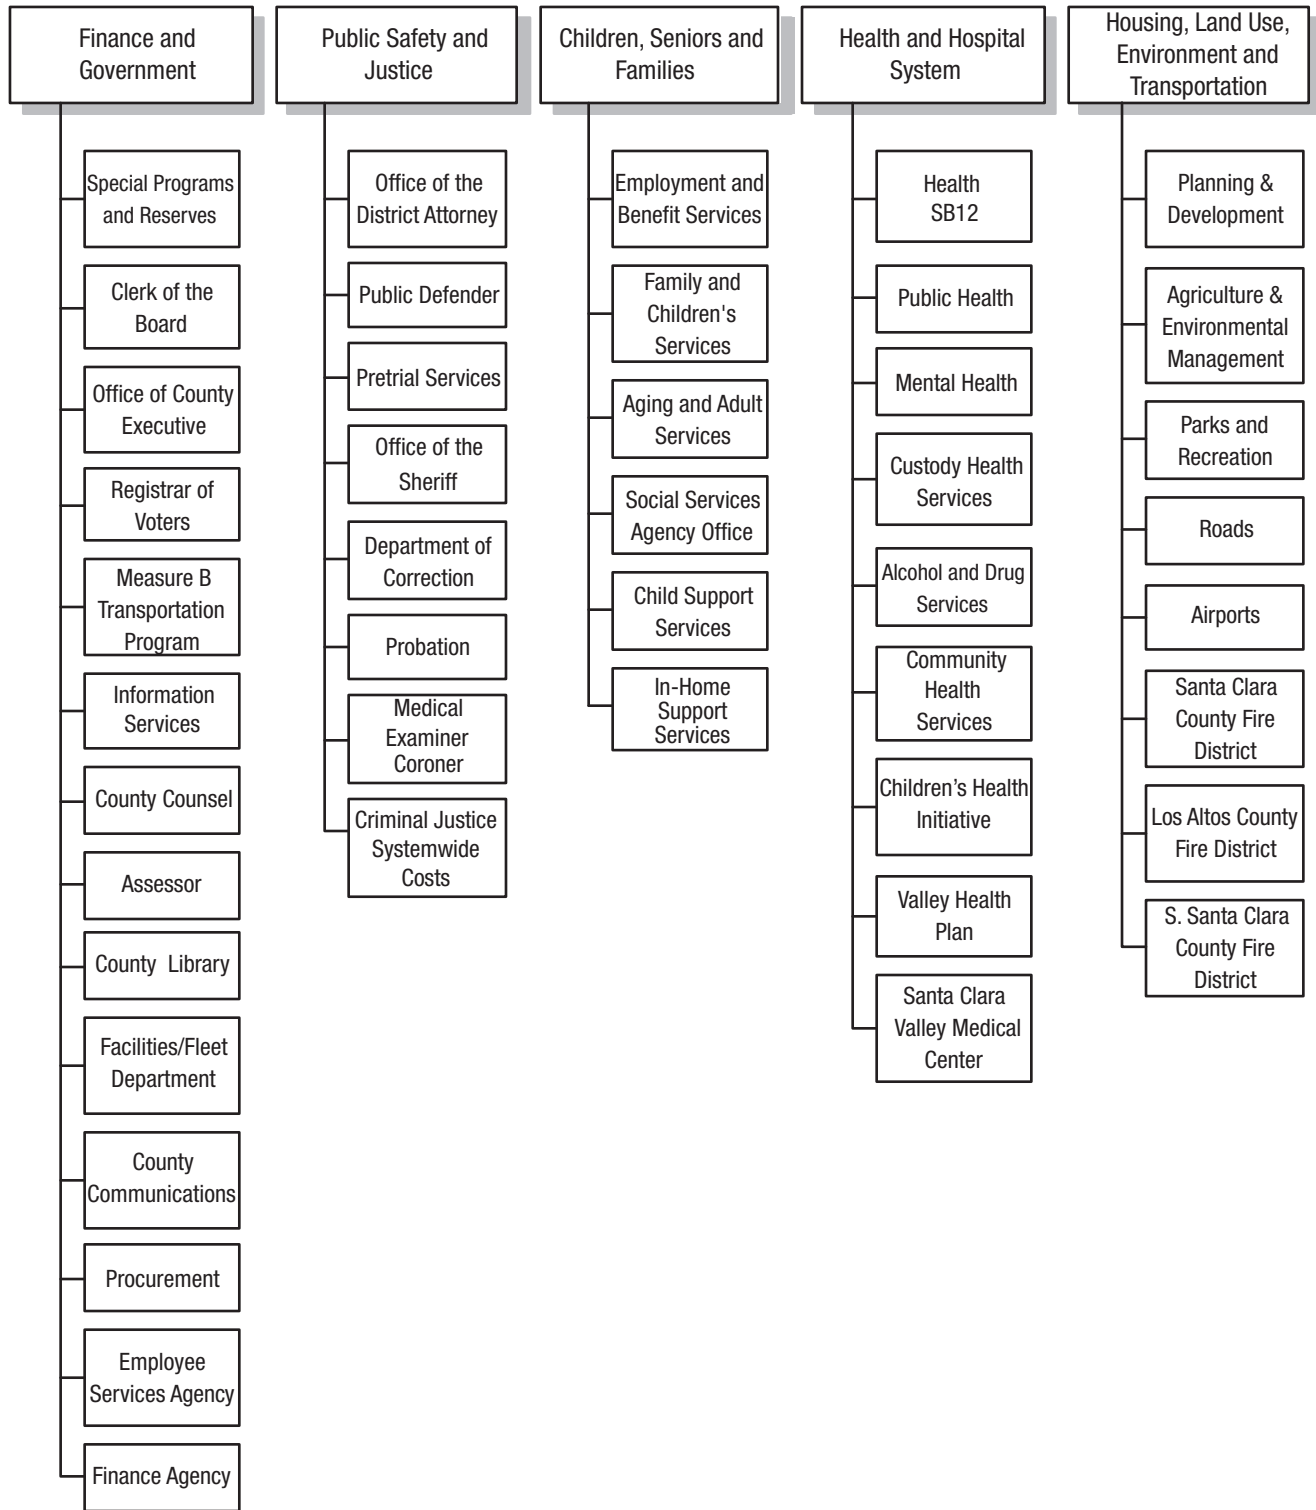 Finance and
Government
Special Programs
and Reserves
Clerk of the
Board
Office of County
Executive
Registrar of
Voters
Measure B
Transportation
Program
Information
Services
County Counsel
Assessor
County Library
Facilities/Fleet
Department
County
Communications
Procurement
Employee
Services Agency
Finance Agency
Public Safety and
Justice
Office of the
District Attorney
Public Defender
Pretrial Services
Office of the
Sheriff
Department of
Correction
Probation
Medical
Examiner
Coroner
Criminal Justice
Systemwide
Costs
Children, Seniors and
Families
Employment and
Benefit Services
Family and
Children's
Services
Aging and Adult
Services
Social Services
Agency Office
Child Support
Services
In-Home
Support
Services
Health and Hospital
System
Health
SB12
Public Health
Mental Health
Custody Health
Services
Alcohol and Drug
Services
Community
Health
Services
Children’s Health
Initiative
Valley Health
Plan
Santa Clara
Valley Medical
Center
Housing, Land Use,
Environment and
Transportation
Planning &
Development
Agriculture &
Environmental
Management
Parks and
Recreation
Roads
Airports
Santa Clara
County Fire
District
Los Altos County
Fire District
S. Santa Clara
County Fire
District